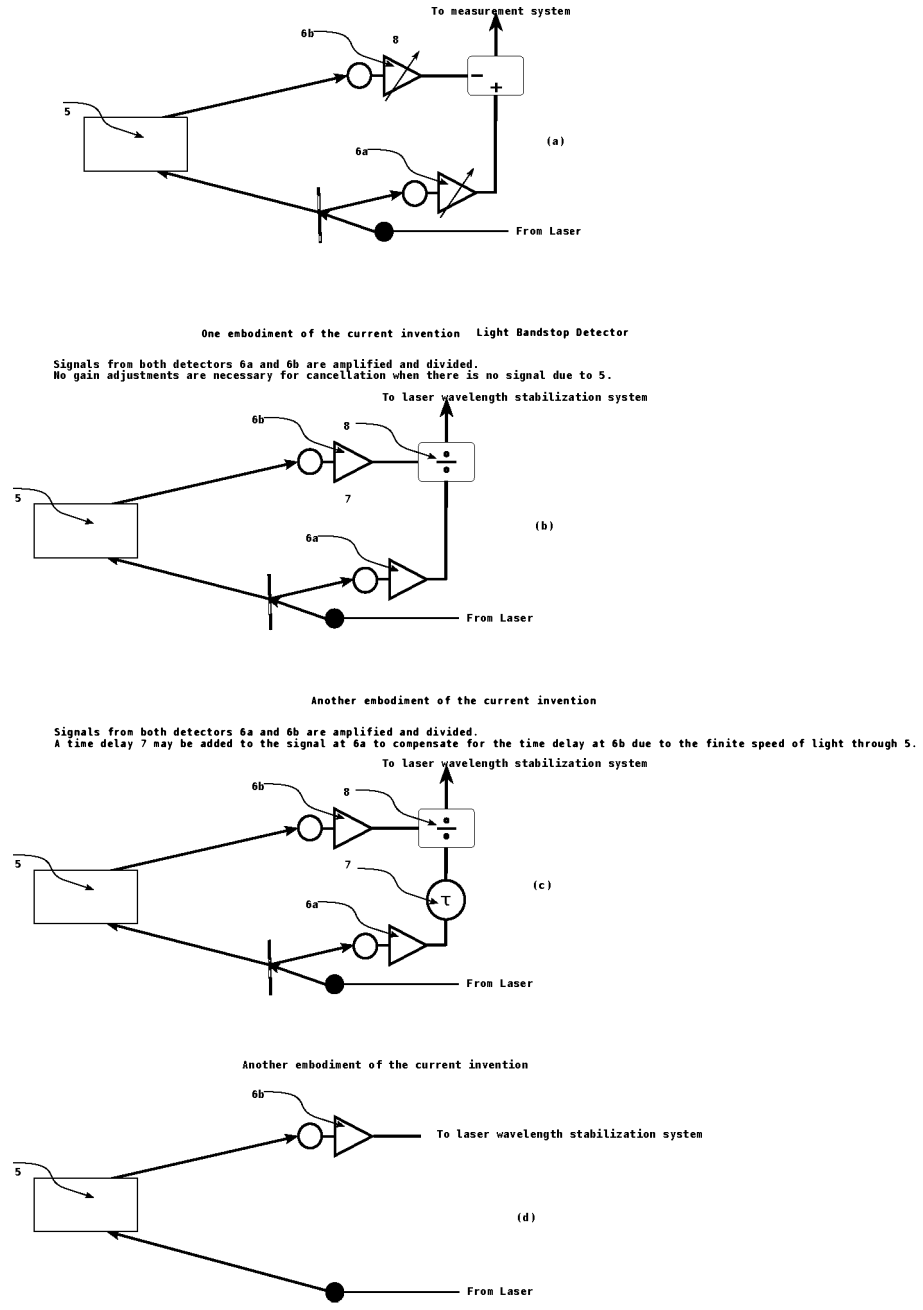 To measurement system
6b
8
5
−
+
(a)
6a
From Laser
One embodiment of the current invention Light Bandstop Detector
Signals from both detectors 6a and 6b are amplified and divided.
No gain adjustments are necessary for cancellation when there is no signal due to 5.
To laser wavelength stabilization system
6b
8
÷
5
7
(b)
6a
From Laser
Another embodiment of the current invention
Signals from both detectors 6a and 6b are amplified and divided.
A time delay 7 may be added to the signal at 6a to compensate for the time delay at 6b due to the finite speed of light through 5.
To laser wavelength stabilization system
6b
8
÷
5
7
(c)
τ
6a
From Laser
Another embodiment of the current invention
6b
To laser wavelength stabilization system
5
(d)
From Laser